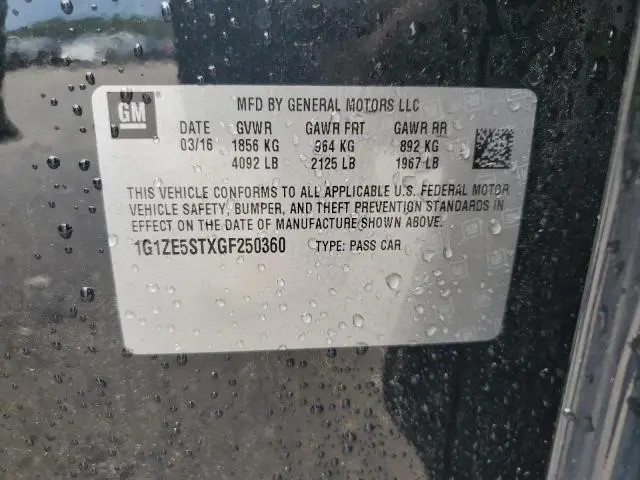 GM
®
MFD BY GENERAL MOTORS LLC
DATE GVWR GAWR FRT GAWR RR
03/16 1856 KG 964 KG 892 KG
4092 LB 2125 LB 1967 LB
THIS VEHICLE CONFORMS TO ALL APPLICABLE U.S. FEDERAL MOTOR
VEHICLE SAFETY, BUMPER, AND THEFT PREVENTION STANDARDS IN
EFFECT ON THE DATE OF MANUFACTURE SHOWN ABOVE.
1G1ZE5STXGF250360 TYPE: PASS CAR